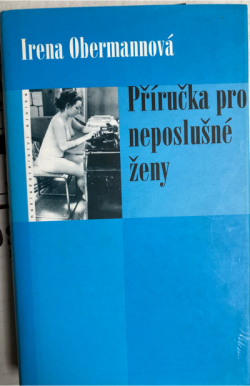 Irena Obermannová
Příručka pro
neposlušné
ženy